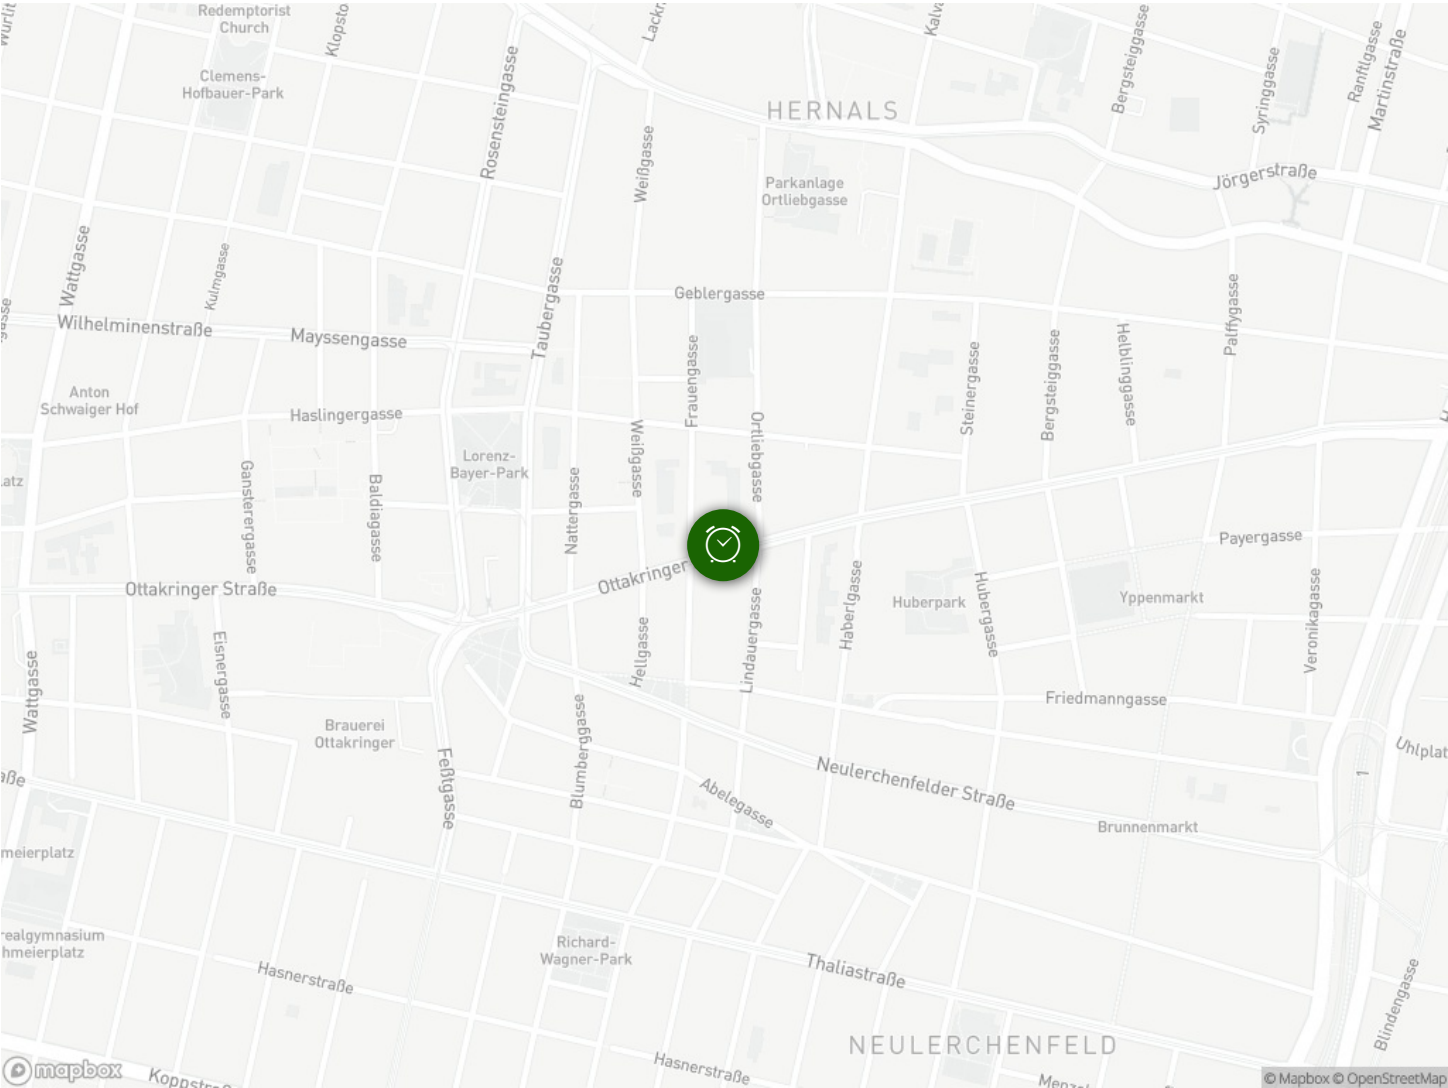 Redemptorist
Church
Clemens-
Hofbauer-Park
Rosensteingasse
Weißgasse
HERNALS
Parkanlage
Ortliebgasse
Bergsteiggasse
Syringgasse
Ranftlgasse
Martinstraße
Jörgerstraße
Wattgasse
Kulmgasse
Wilhelminenstraße
Mayssengasse
Taubergasse
Geblergasse
Frauengasse
Ortliebgasse
Steinergasse
Bergsteiggasse
Helblinggasse
Palffygasse
Anton
Schwaiger Hof
Haslingergasse
Lorenz-
Bayer-Park
Weißgasse
Gansterergasse
Baldiagasse
Nattergasse
Ottakringer
Payergasse
Ottakringer Straße
Huberpark
Yppenmarkt
Haberlgasse
Hubergasse
Veronikagasse
Eisnergasse
Hellgasse
Lindauergasse
Wattgasse
Friedmanngasse
Brauerei
Ottakringer
Blumberggasse
Feßtgasse
Abelegasse
Neulerchenfelder Straße
Brunnenmarkt
Uhlplat
1
aße
meierplatz
realgymnasium
hmeierplatz
Richard-
Wagner-Park
Hasnerstraße
Thaliastraße
Blindengasse
NEULERCHENFELD
Hasnerstraße
mapbox
© Mapbox © OpenStreetMap